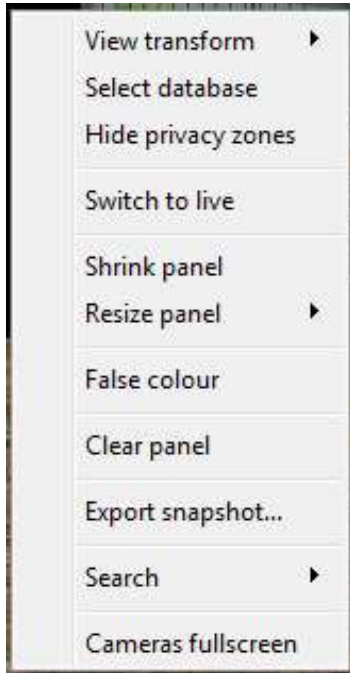 View transform
Select database
Hide privacy zones
Switch to live
Shrink panel
Resize panel
False colour
Clear panel
Export snapshot...
Search
Cameras fullscreen